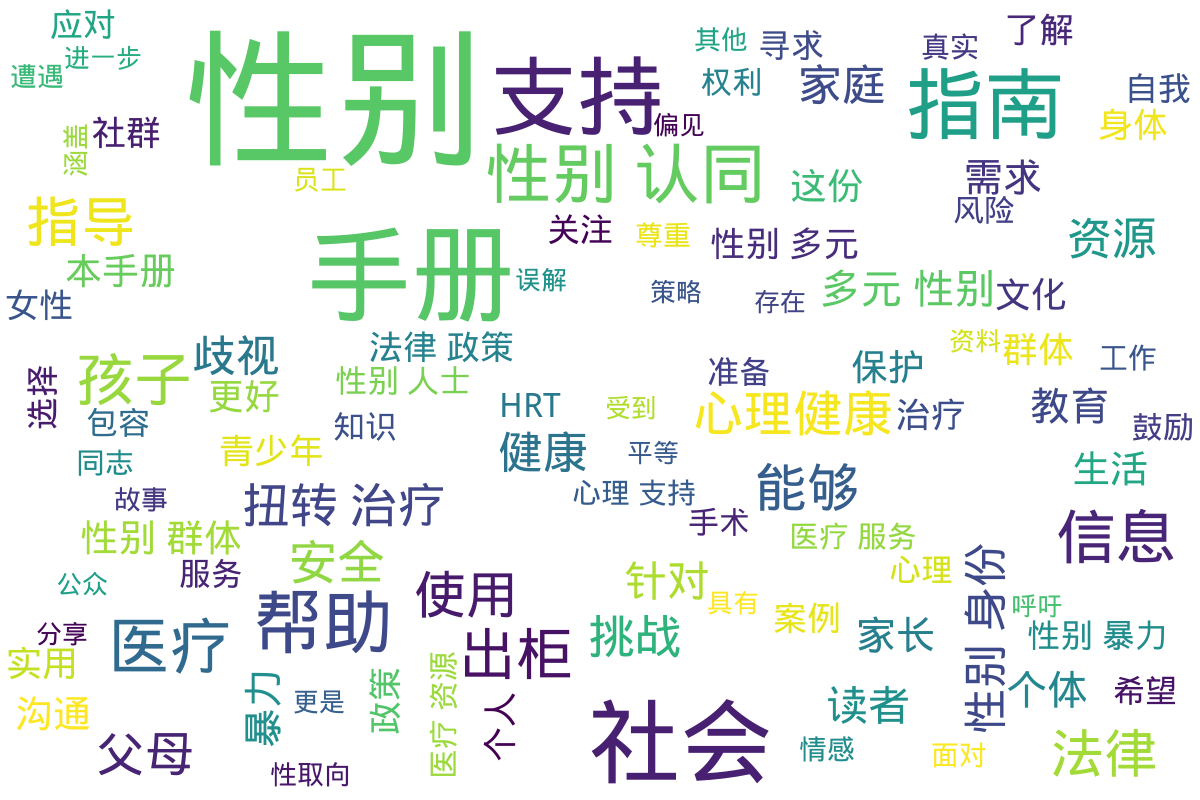 应对
进一步
遭遇
性别
支持
其他
寻求
真实
了解
权利
家庭
指南
自我
身体
涵盖
社群
偏见
员工
性别 认同
这份
需求
风险
指导
手册
关注
尊重
性别 多元
资源
本手册
误解
策略
存在
多元 性别
文化
女性
歧视
法律 政策
准备
保护
资料
群体
工作
孩子
更好
性别 人士
选择
包容
知识
HRT
受到
心理健康
治疗
教育
鼓励
青少年
同志
健康
平等
能够
生活
故事
扭转 治疗
心理 支持
手术
性别 群体
医疗 服务
信息
安全
服务
公众
使用
针对
心理
性别 身份
具有
呼吁
帮助
案例
分享
医疗
出柜
挑战
家长
性别 暴力
实用
暴力
政策
医疗 资源
个体
希望
更是
沟通
个人
读者
社会
父母
性取向
情感
面对
法律